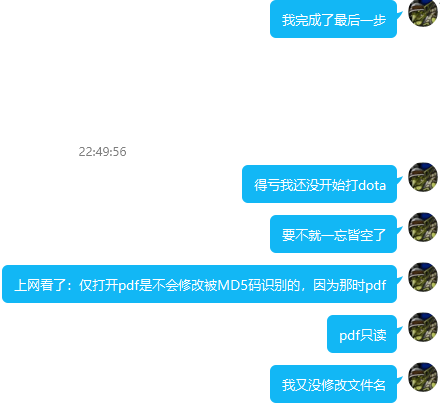 我完成了最后一步
22:49:56
得亏我还没开始打dota
要不就一忘皆空了
上网看了：仅打开pdf是不会修改被MD5码识别的，因为那时pdf
pdf只读
我又没修改文件名